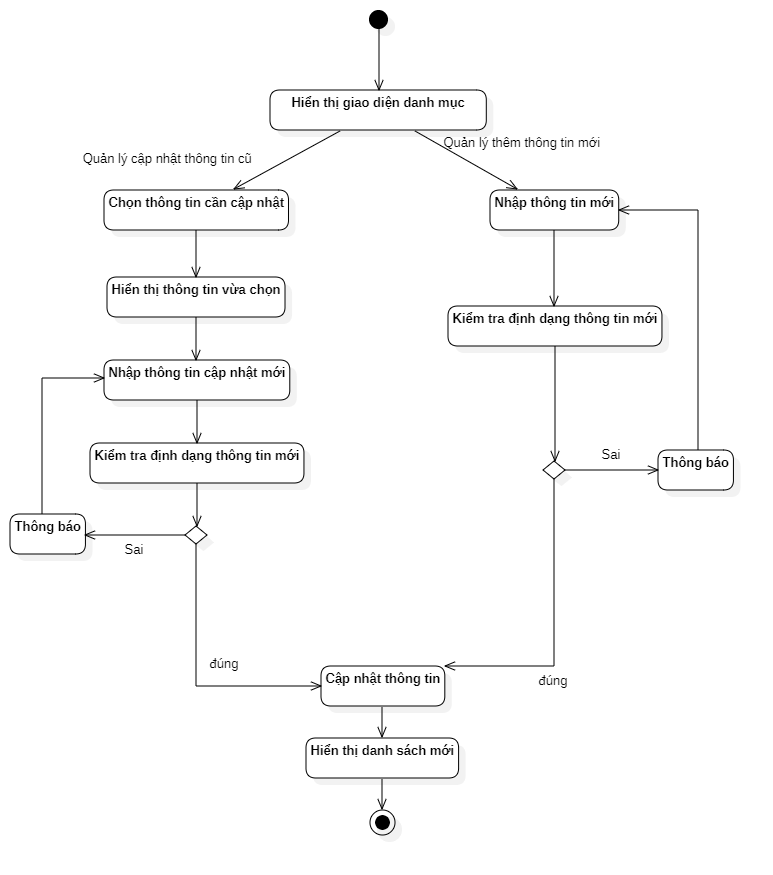 Hiển thị giao diện danh mục
Quản lý cập nhật thông tin cũ
Quản lý thêm thông tin mới
Chọn thông tin cần cập nhật
Nhập thông tin mới
Hiển thị thông tin vừa chọn
Kiểm tra định dạng thông tin mới
Nhập thông tin cập nhật mới
Kiểm tra định dạng thông tin mới
Sai
Thông báo
Thông báo
Sai
đúng
Cập nhật thông tin
đúng
Hiển thị danh sách mới